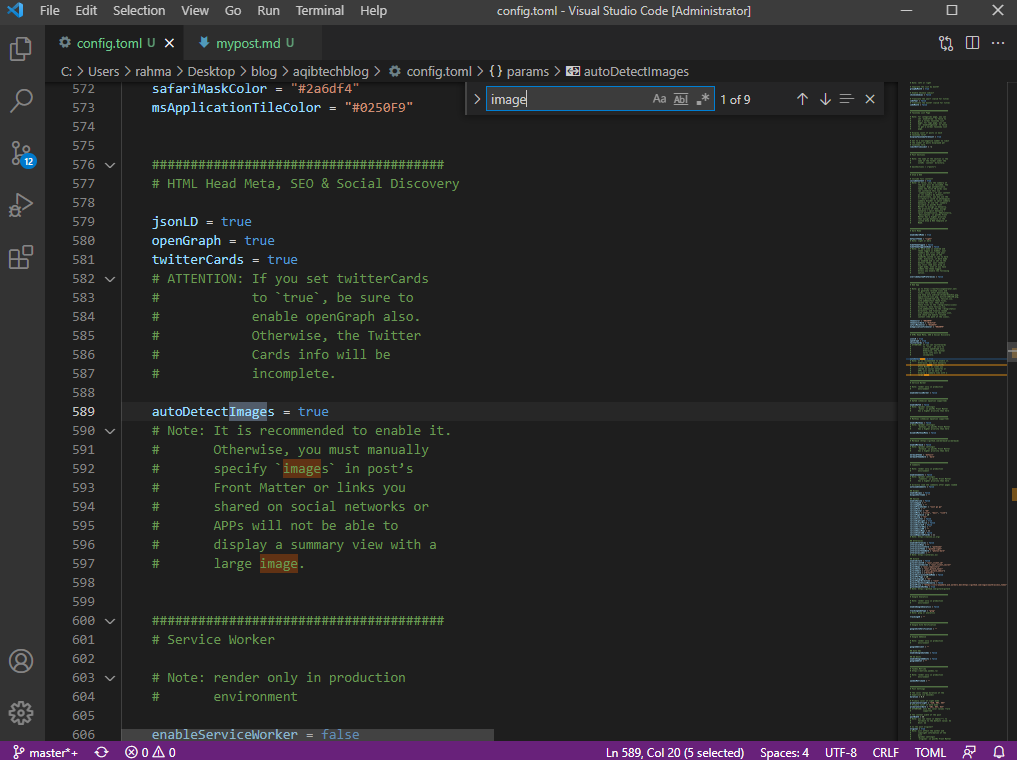 File Edit Selection View Go Run Terminal Help config.toml - Visual Studio Code [Administrator]
config.toml U mypost.md U
C: > Users > rahma > Desktop > blog > aqibtechblog > config.toml > {} params > autoDetectImages
image Aa Abl .* 1 of 9
12
572 safariMaskColor = "#2a6df4"
573 msApplicationTileColor = "#0250F9"
574
575
576 ######################################
577 # HTML Head Meta, SEO & Social Discovery
578
579 jsonLD = true
580 openGraph = true
581 twitterCards = true
582 # ATTENTION: If you set twitterCards
583 # to `true`, be sure to
584 # enable openGraph also.
585 # Otherwise, the Twitter
586 # Cards info will be
587 # incomplete.
588
589 autoDetectImages = true
590 # Note: It is recommended to enable it.
591 # Otherwise, you must manually
592 # specify `images` in post’s
593 # Front Matter or links you
594 # shared on social networks or
595 # APPs will not be able to
596 # display a summary view with a
597 # large image.
598
599
600 ######################################
601 # Service Worker
602
603 # Note: render only in production
604 # environment
605
606 enableServiceWorker = false
master*+ 0 0 Ln 589, Col 20 (5 selected) Spaces: 4 UTF-8 CRLF TOML